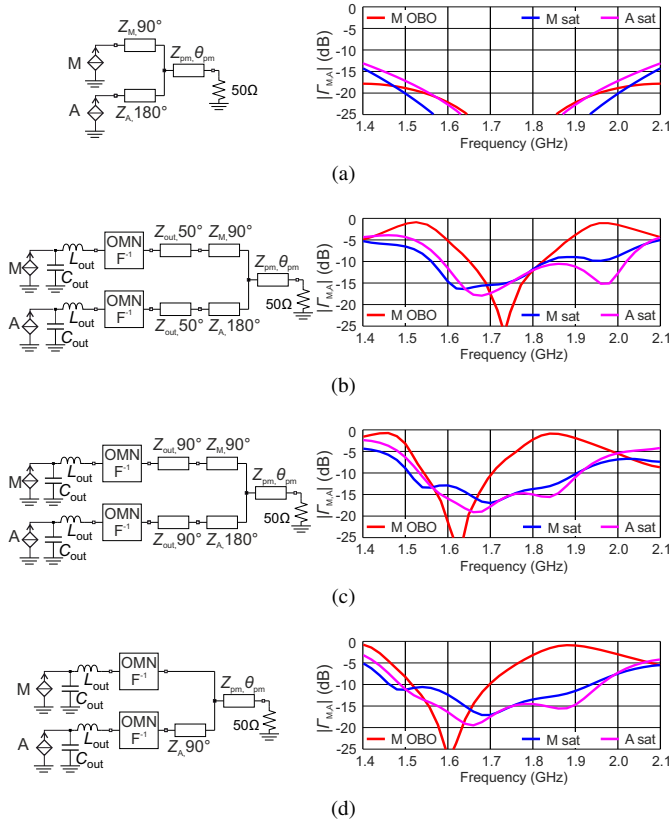 Z_M,90°
Z_pm,θ_pm
M
50Ω
A
Z_A,180°
0
-5
-10
-15
-20
-25
|Γ_M,A| (dB)
M OBO M sat A sat
1.4 1.5 1.6 1.7 1.8 1.9 2.0 2.1
Frequency (GHz)
(a)
OMN
F⁻¹
Z_out,50° Z_M,90°
M
L_out
C_out
Z_pm,θ_pm
50Ω
OMN
F⁻¹
A
L_out
C_out
Z_out,50° Z_A,180°
0
-5
-10
-15
-20
-25
|Γ_M,A| (dB)
M OBO M sat A sat
1.4 1.5 1.6 1.7 1.8 1.9 2.0 2.1
Frequency (GHz)
(b)
OMN
F⁻¹
Z_out,90° Z_M,90°
M
L_out
C_out
Z_pm,θ_pm
50Ω
OMN
F⁻¹
A
L_out
C_out
Z_out,90° Z_A,180°
0
-5
-10
-15
-20
-25
|Γ_M,A| (dB)
M OBO M sat A sat
1.4 1.5 1.6 1.7 1.8 1.9 2.0 2.1
Frequency (GHz)
(c)
OMN
F⁻¹
M
L_out
C_out
Z_pm,θ_pm
50Ω
OMN
F⁻¹
A
L_out
C_out
Z_A,90°
0
-5
-10
-15
-20
-25
|Γ_M,A| (dB)
M OBO M sat A sat
1.4 1.5 1.6 1.7 1.8 1.9 2.0 2.1
Frequency (GHz)
(d)